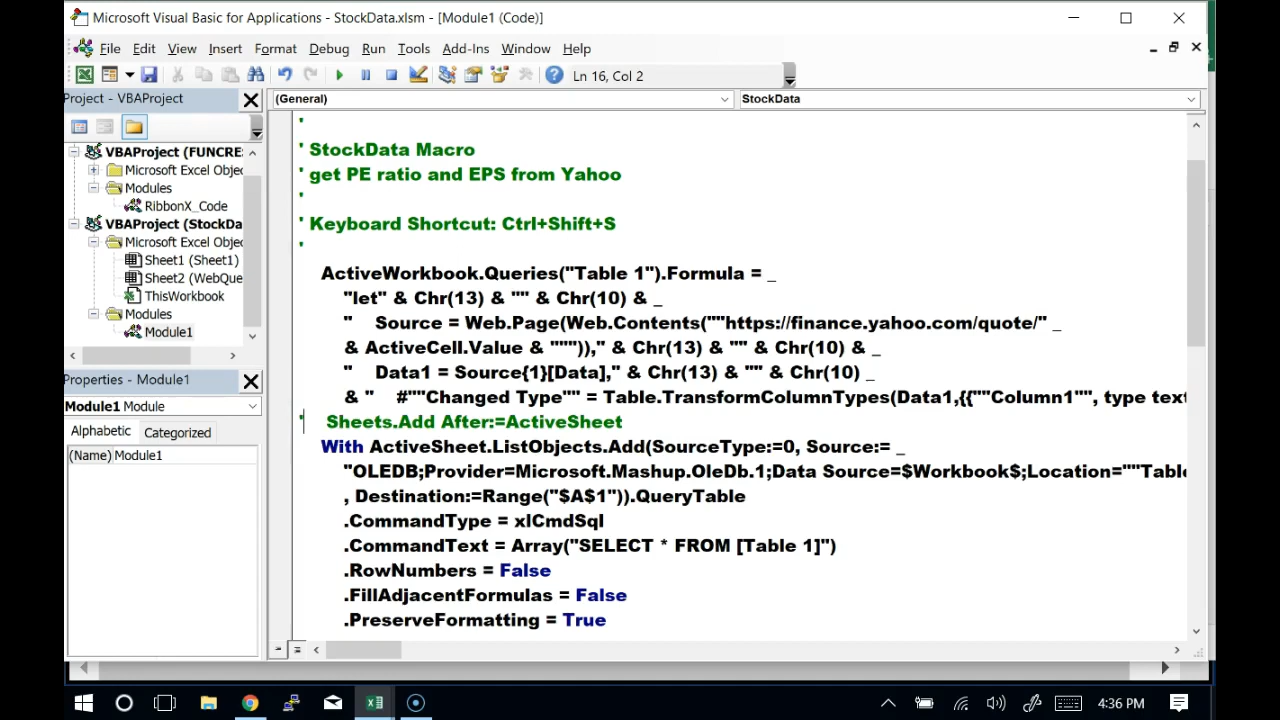 Microsoft Visual Basic for Applications - StockData.xlsm - [Module1 (Code)]
File Edit View Insert Format Debug Run Tools Add-Ins Window Help
Ln 16, Col 2
Project - VBAProject
(General)
StockData
VBAProject (FUNCRE
Microsoft Excel Objec
Modules
RibbonX_Code
VBAProject (StockDa
Microsoft Excel Objec
Sheet1 (Sheet1)
Sheet2 (WebQue
ThisWorkbook
Modules
Module1
Properties - Module1
Module1 Module
Alphabetic Categorized
(Name) Module1
'
' StockData Macro
' get PE ratio and EPS from Yahoo
'
' Keyboard Shortcut: Ctrl+Shift+S
'
ActiveWorkbook.Queries("Table 1").Formula = _
"let" & Chr(13) & "" & Chr(10) & _
" Source = Web.Page(Web.Contents(""https://finance.yahoo.com/quote/" _
& ActiveCell.Value & """))," & Chr(13) & "" & Chr(10) & _
" Data1 = Source{1}[Data]," & Chr(13) & "" & Chr(10) _
& " #""Changed Type"" = Table.TransformColumnTypes(Data1,{{""Column1"", type text
' Sheets.Add After:=ActiveSheet
With ActiveSheet.ListObjects.Add(SourceType:=0, Source:= _
"OLEDB;Provider=Microsoft.Mashup.OleDb.1;Data Source=$Workbook$;Location=""Table
, Destination:=Range("$A$1")).QueryTable
.CommandType = xlCmdSql
.CommandText = Array("SELECT * FROM [Table 1]")
.RowNumbers = False
.FillAdjacentFormulas = False
.PreserveFormatting = True
4:36 PM